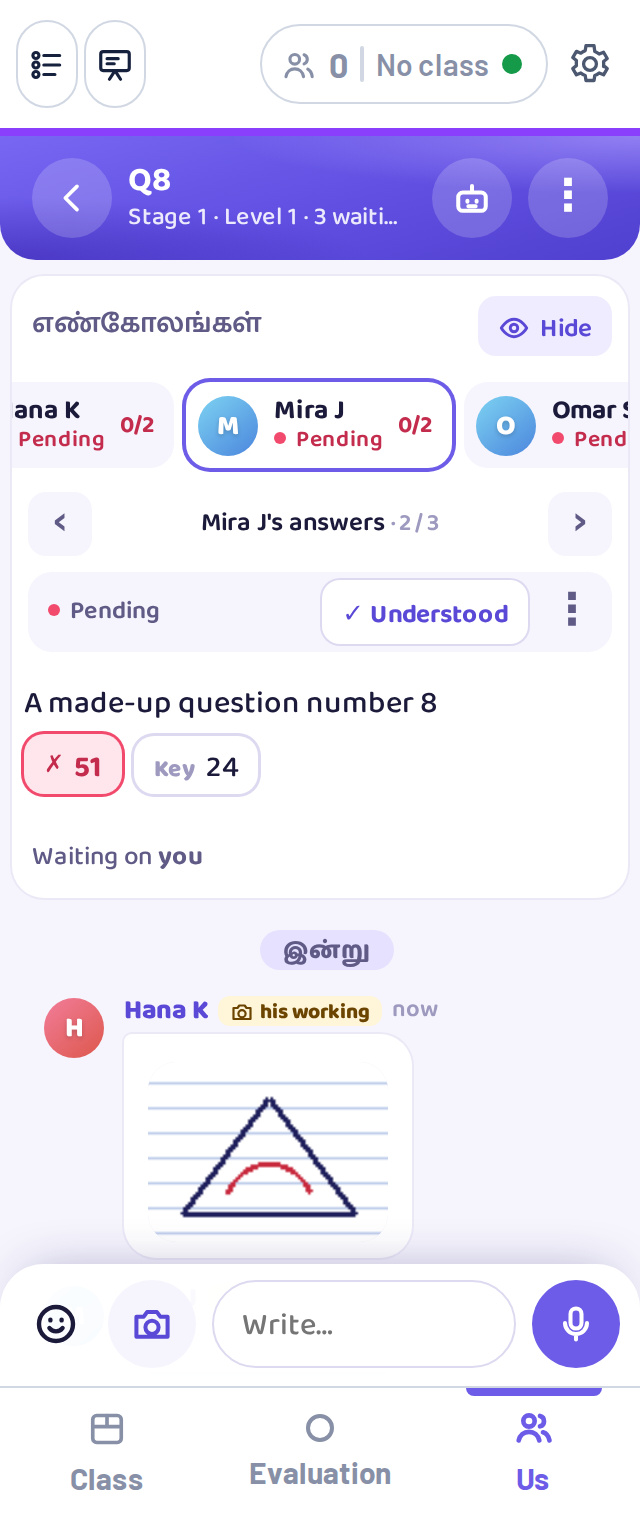 0 | No class
Q8
Stage 1 · Level 1 · 3 waiti...
எண்கோலங்கள்
Hide
ana K
Pending
0/2
M
Mira J
Pending
0/2
O
Omar S
Pend
Mira J's answers · 2 / 3
Pending
✓ Understood
A made-up question number 8
✗ 51
Key 24
Waiting on you
இன்று
H
Hana K
his working
now
Write...
Class
Evaluation
Us